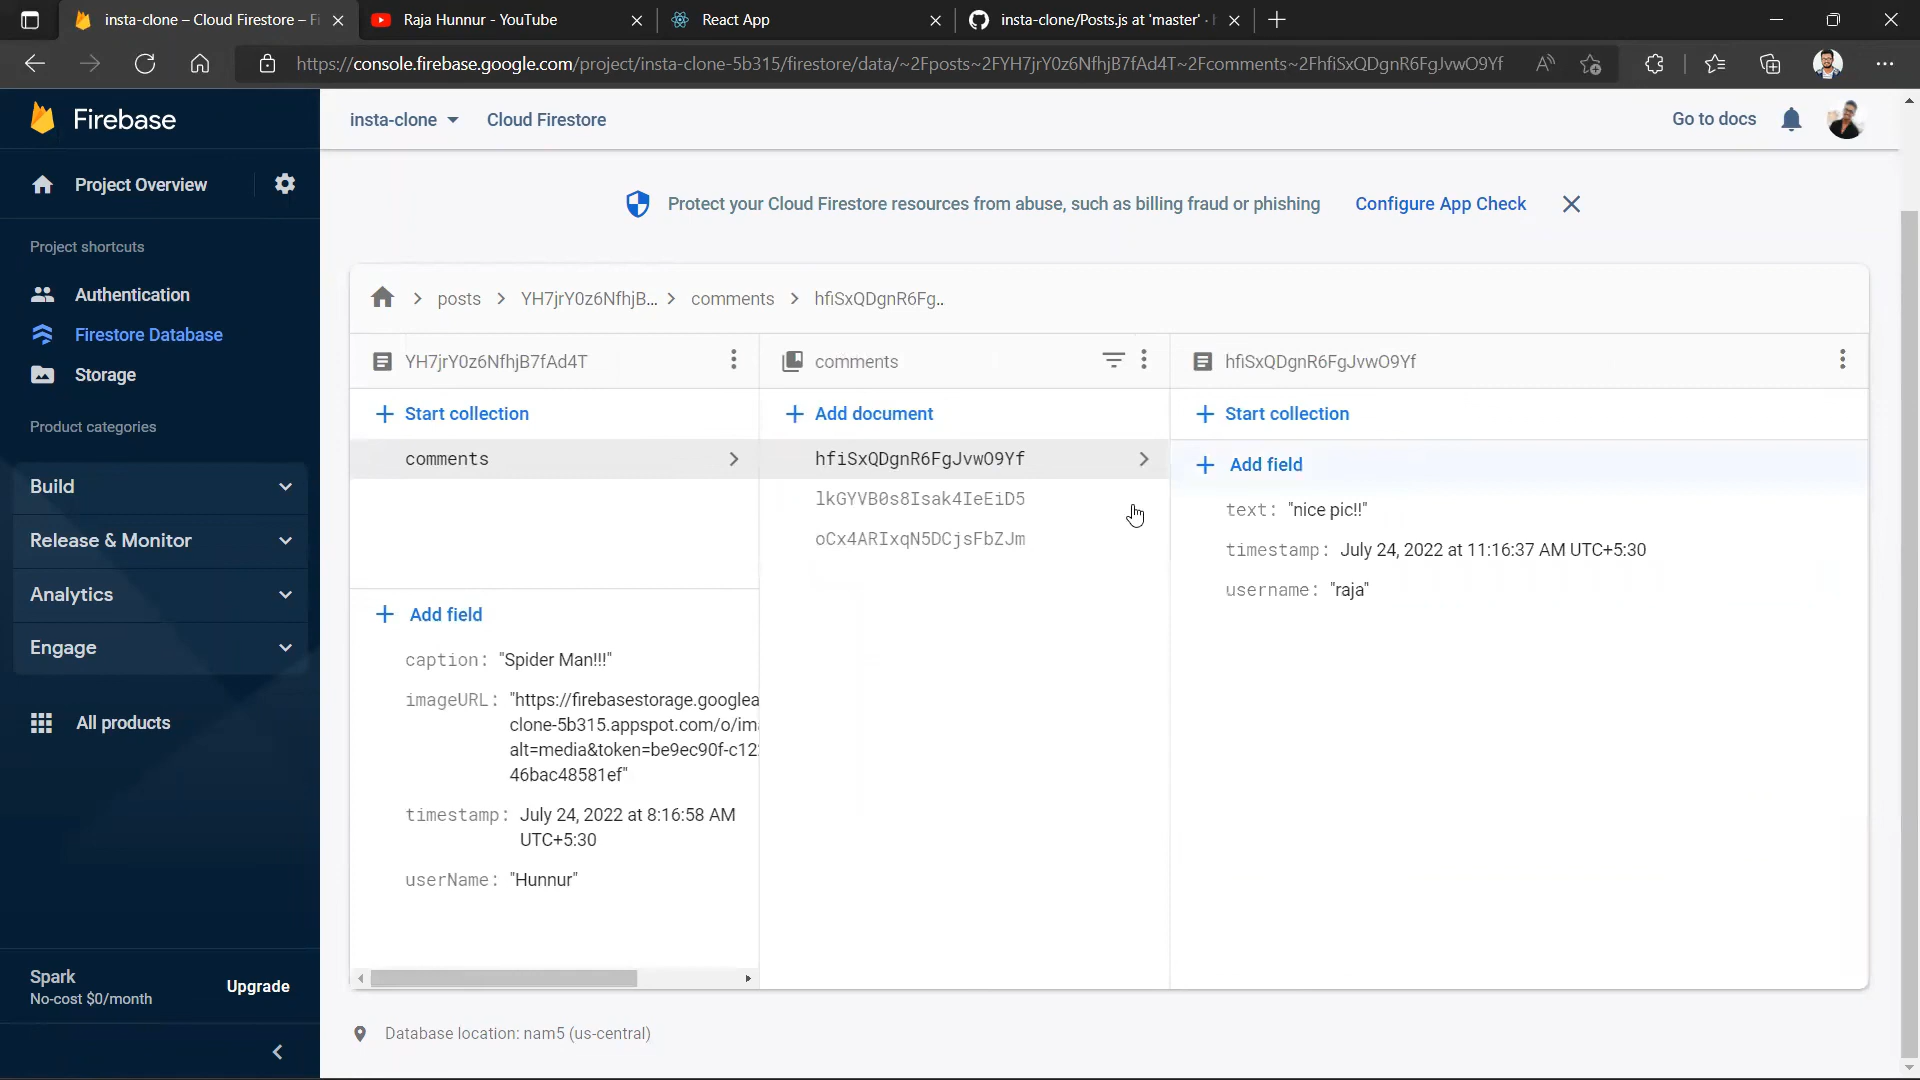 insta-clone – Cloud Firestore – Fi
Raja Hunnur - YouTube
React App
insta-clone/Posts.js at 'master' ·
https://console.firebase.google.com/project/insta-clone-5b315/firestore/data/~2Fposts~2FYH7jrY0z6NfhjB7fAd4T~2Fcomments~2FhfiSxQDgnR6FgJvwO9Yf
Firebase
insta-clone
Cloud Firestore
Go to docs
Project Overview
Project shortcuts
Authentication
Firestore Database
Storage
Product categories
Build
Release & Monitor
Analytics
Engage
All products
Spark
No-cost $0/month
Upgrade
Protect your Cloud Firestore resources from abuse, such as billing fraud or phishing
Configure App Check
posts
YH7jrY0z6NfhjB...
comments
hfiSxQDgnR6Fg..
YH7jrY0z6NfhjB7fAd4T
Start collection
comments
Add field
caption: "Spider Man!!!"
imageURL: "https://firebasestorage.googlea
clone-5b315.appspot.com/o/im
alt=media&token=be9ec90f-c12
46bac48581ef"
timestamp: July 24, 2022 at 8:16:58 AM
UTC+5:30
userName: "Hunnur"
comments
Add document
hfiSxQDgnR6FgJvwO9Yf
lkGYVB0s8Isak4IeEiD5
oCx4ARIxqN5DCjsFbZJm
hfiSxQDgnR6FgJvwO9Yf
Start collection
Add field
text: "nice pic!!"
timestamp: July 24, 2022 at 11:16:37 AM UTC+5:30
username: "raja"
Database location: nam5 (us-central)